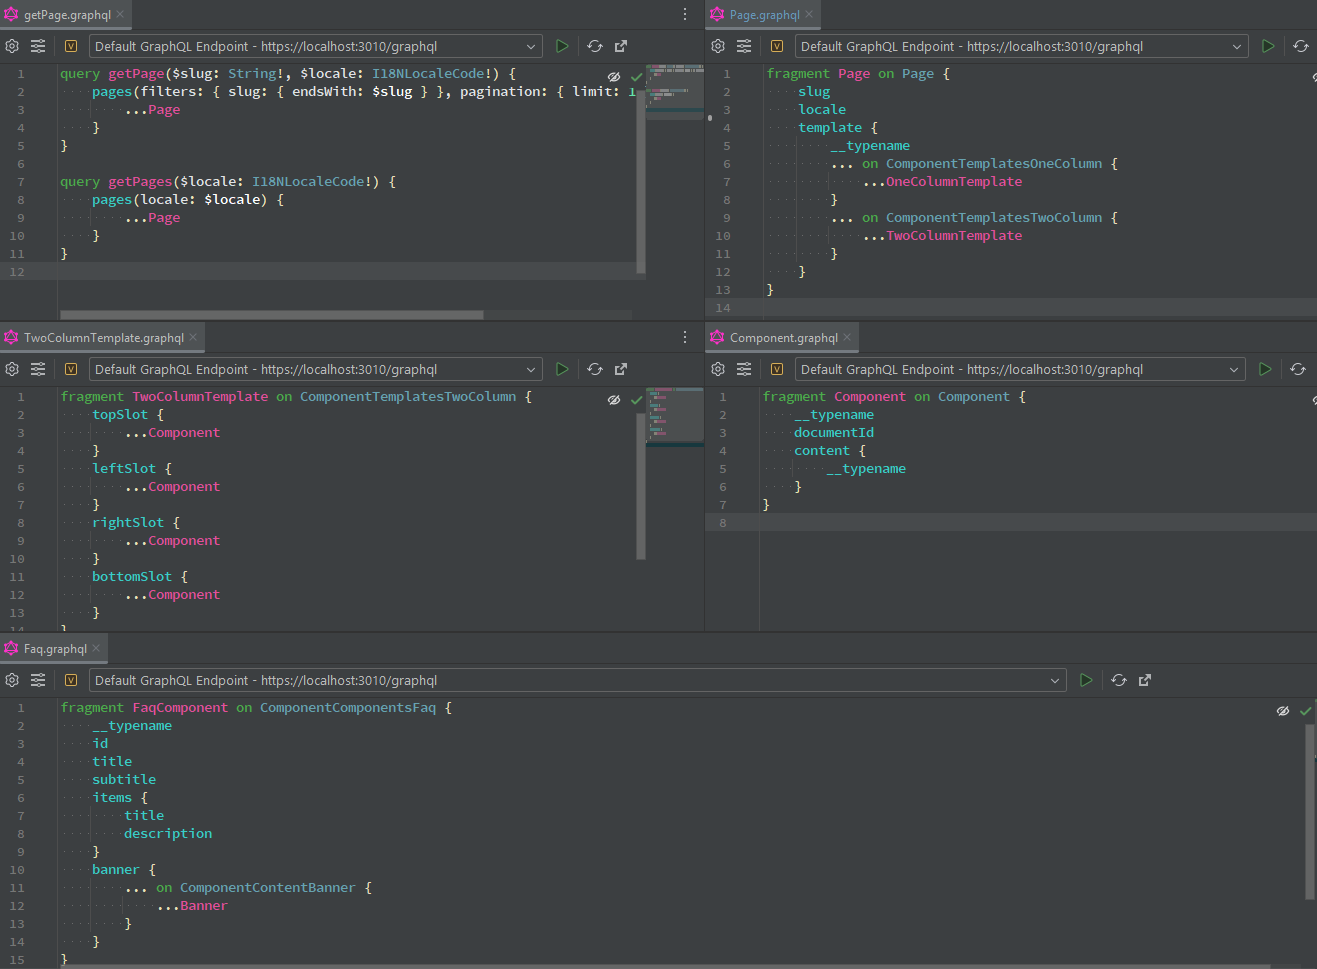 getPage.graphql
Default GraphQL Endpoint - https://localhost:3010/graphql
1 query getPage($slug: String!, $locale: I18NLocaleCode!) {
2 pages(filters: { slug: { endsWith: $slug } }, pagination: { limit: 1
3 ...Page
4 }
5 }
6
7 query getPages($locale: I18NLocaleCode!) {
8 pages(locale: $locale) {
9 ...Page
10 }
11 }
12
Page.graphql
Default GraphQL Endpoint - https://localhost:3010/graphql
1 fragment Page on Page {
2 slug
3 locale
4 template {
5 __typename
6 ... on ComponentTemplatesOneColumn {
7 ...OneColumnTemplate
8 }
9 ... on ComponentTemplatesTwoColumn {
10 ...TwoColumnTemplate
11 }
12 }
13 }
14
TwoColumnTemplate.graphql
Default GraphQL Endpoint - https://localhost:3010/graphql
1 fragment TwoColumnTemplate on ComponentTemplatesTwoColumn {
2 topSlot {
3 ...Component
4 }
5 leftSlot {
6 ...Component
7 }
8 rightSlot {
9 ...Component
10 }
11 bottomSlot {
12 ...Component
13 }
14 }
Component.graphql
Default GraphQL Endpoint - https://localhost:3010/graphql
1 fragment Component on Component {
2 __typename
3 documentId
4 content {
5 __typename
6 }
7 }
8
Faq.graphql
Default GraphQL Endpoint - https://localhost:3010/graphql
1 fragment FaqComponent on ComponentComponentsFaq {
2 __typename
3 id
4 title
5 subtitle
6 items {
7 title
8 description
9 }
10 banner {
11 ... on ComponentContentBanner {
12 ...Banner
13 }
14 }
15 }